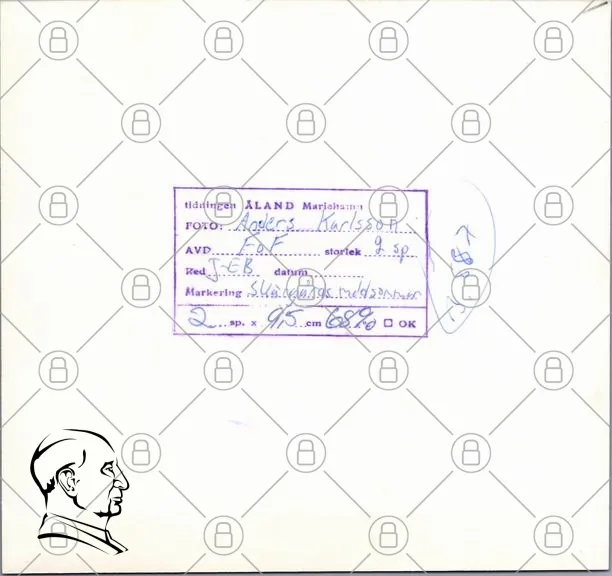 tidningen ÅLAND Mariehamn
FOTO: Anders Karlsson
AVD FoF storlek 2 sp
Red J-EB datum
Markering
2 sp. x 9,5 cm 68% OK